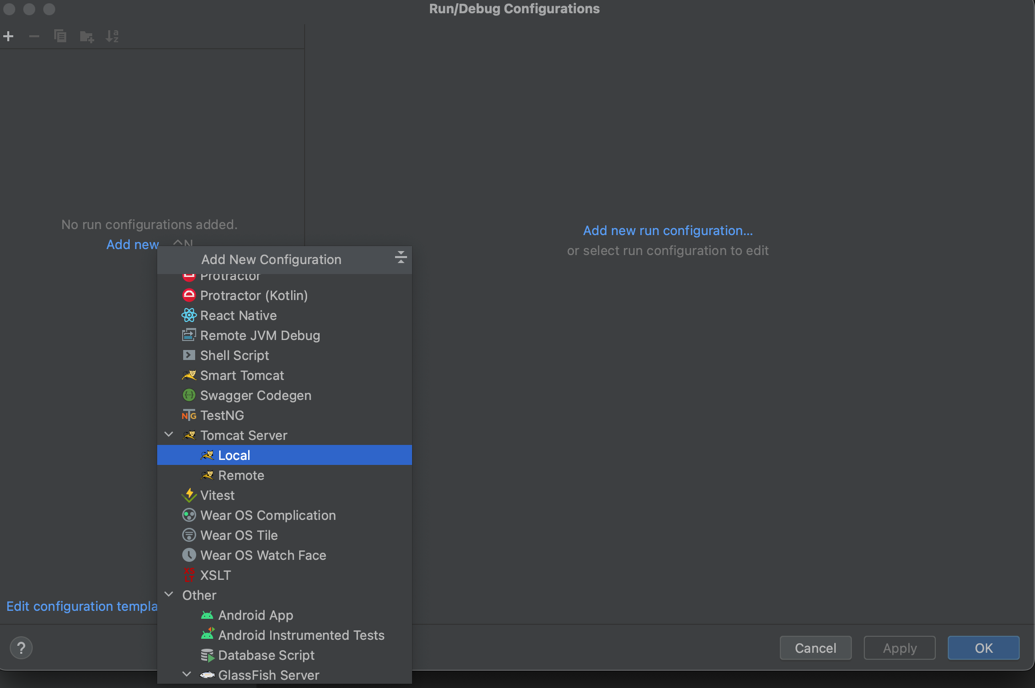 Run/Debug Configurations
No run configurations added.
Add new
^N
Add New Configuration
Protractor
Protractor (Kotlin)
React Native
Remote JVM Debug
Shell Script
Smart Tomcat
Swagger Codegen
TestNG
Tomcat Server
Local
Remote
Vitest
Wear OS Complication
Wear OS Tile
Wear OS Watch Face
XSLT
Other
Android App
Android Instrumented Tests
Database Script
GlassFish Server
Add new run configuration...
or select run configuration to edit
Edit configuration templa
?
Cancel
Apply
OK